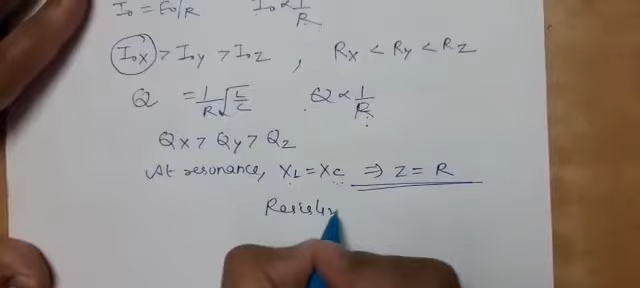 I₀ = E₀/R I₀ ∝ 1/R
I₀X > I₀Y > I₀Z , RX < RY < RZ
Q = 1/R √(L/C) Q ∝ 1/R
QX > QY > QZ
At resonance, XL = XC ⇒ Z = R
Resistiv